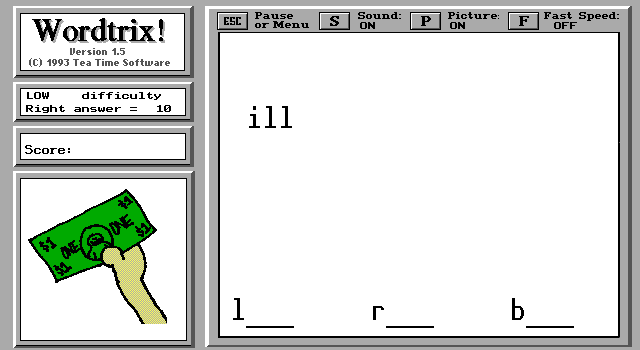 Wordtrix!
Version 1.5
(C) 1993 Tea Time Software
LOW difficulty
Right answer = 10
Score:
$1 ONE ONE $1
$1 $1
ESC Pause or Menu
S Sound: ON
P Picture: ON
F Fast Speed: OFF
ill
l___ r___ b___